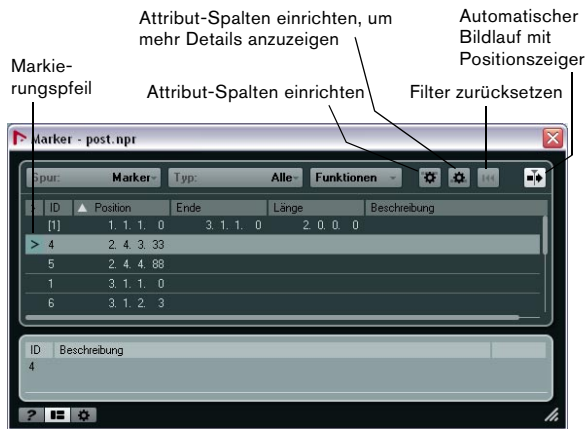 Attribut-Spalten einrichten, um
mehr Details anzuzeigen
Automatischer
Bildlauf mit
Positionszeiger
Markie-
rungspfeil
Attribut-Spalten einrichten
Filter zurücksetzen
Marker - post.npr
Spur: Marker Typ: Alle Funktionen
ID Position Ende Länge Beschreibung
[1] 1. 1. 1. 0 3. 1. 1. 0 2. 0. 0. 0
> 4 2. 4. 3. 33
5 2. 4. 4. 88
1 3. 1. 1. 0
6 3. 1. 2. 3
ID Beschreibung
4
?